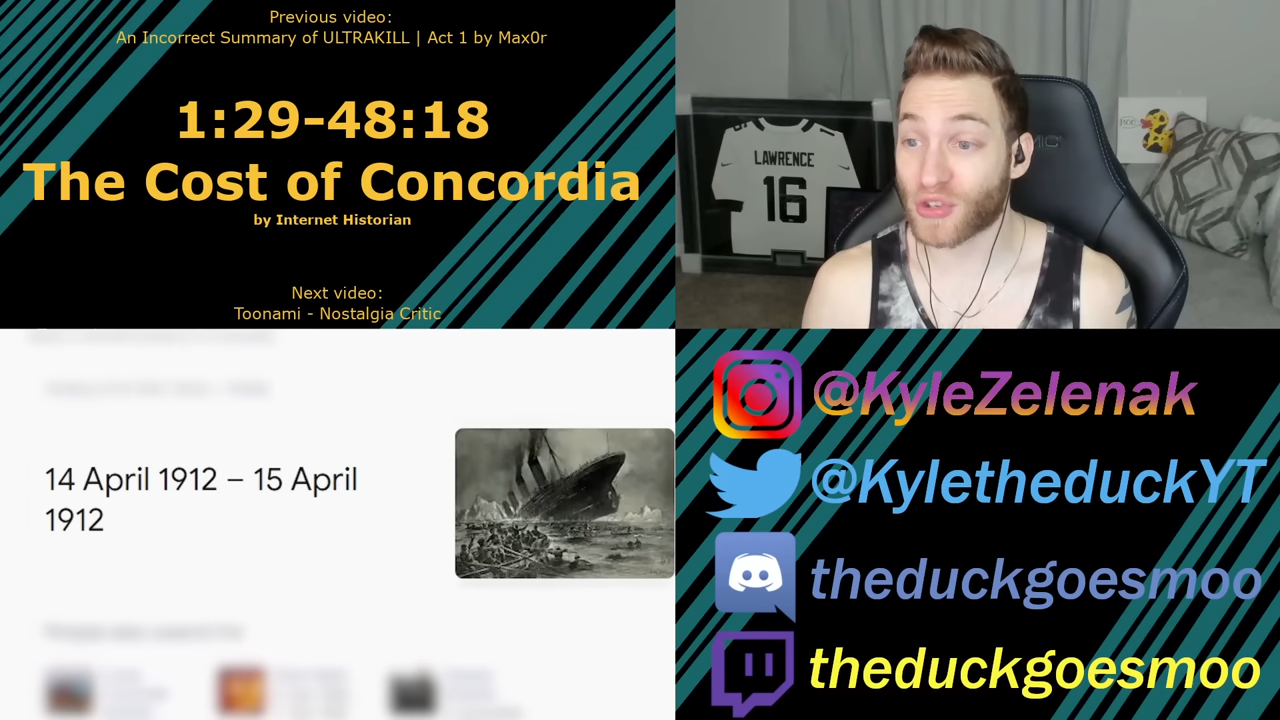 Previous video:
An Incorrect Summary of ULTRAKILL | Act 1 by Max0r
1:29-48:18
The Cost of Concordia
by Internet Historian
Next video:
Toonami - Nostalgia Critic
LAWRENCE
16
14 April 1912 – 15 April
1912
@KyleZelenak
@KyletheduckYT
theduckgoesmoo
theduckgoesmoo